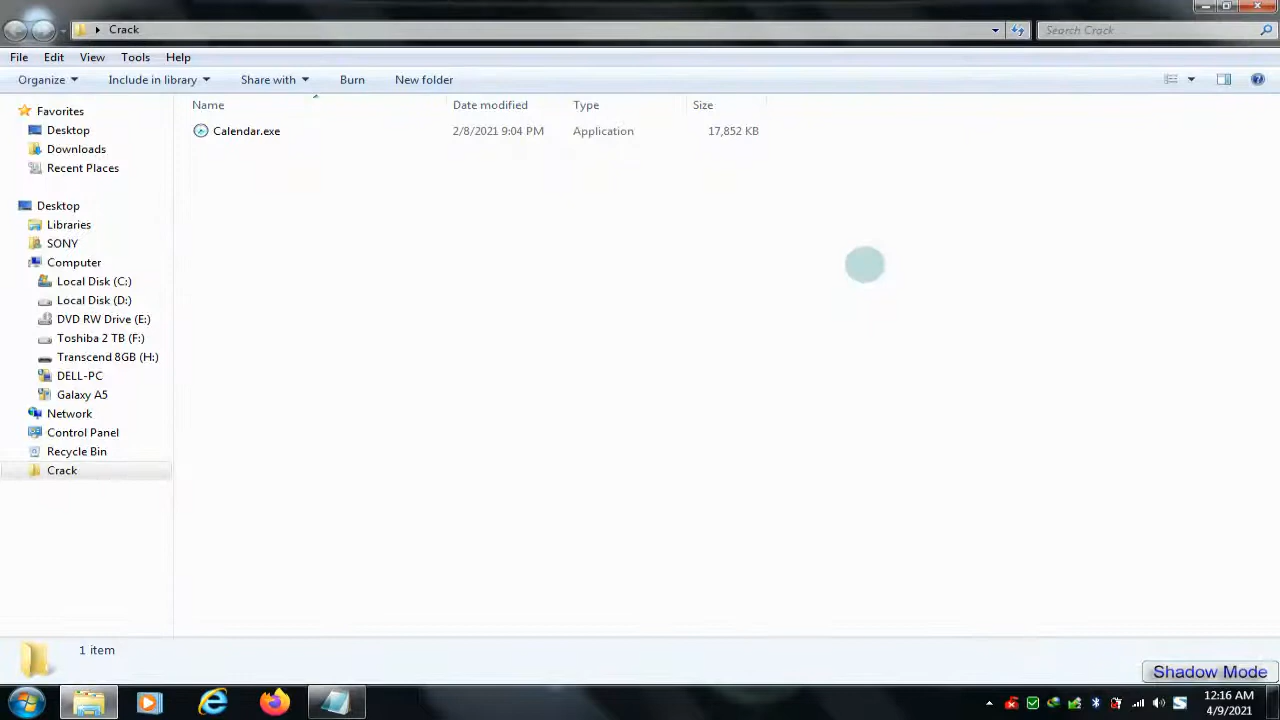 Crack
Search Crack
File Edit View Tools Help
Organize Include in library Share with Burn New folder
Name Date modified Type Size
Calendar.exe 2/8/2021 9:04 PM Application 17,852 KB
Favorites
Desktop
Downloads
Recent Places
Desktop
Libraries
SONY
Computer
Local Disk (C:)
Local Disk (D:)
DVD RW Drive (E:)
Toshiba 2 TB (F:)
Transcend 8GB (H:)
DELL-PC
Galaxy A5
Network
Control Panel
Recycle Bin
Crack
1 item
Shadow Mode
12:16 AM
4/9/2021